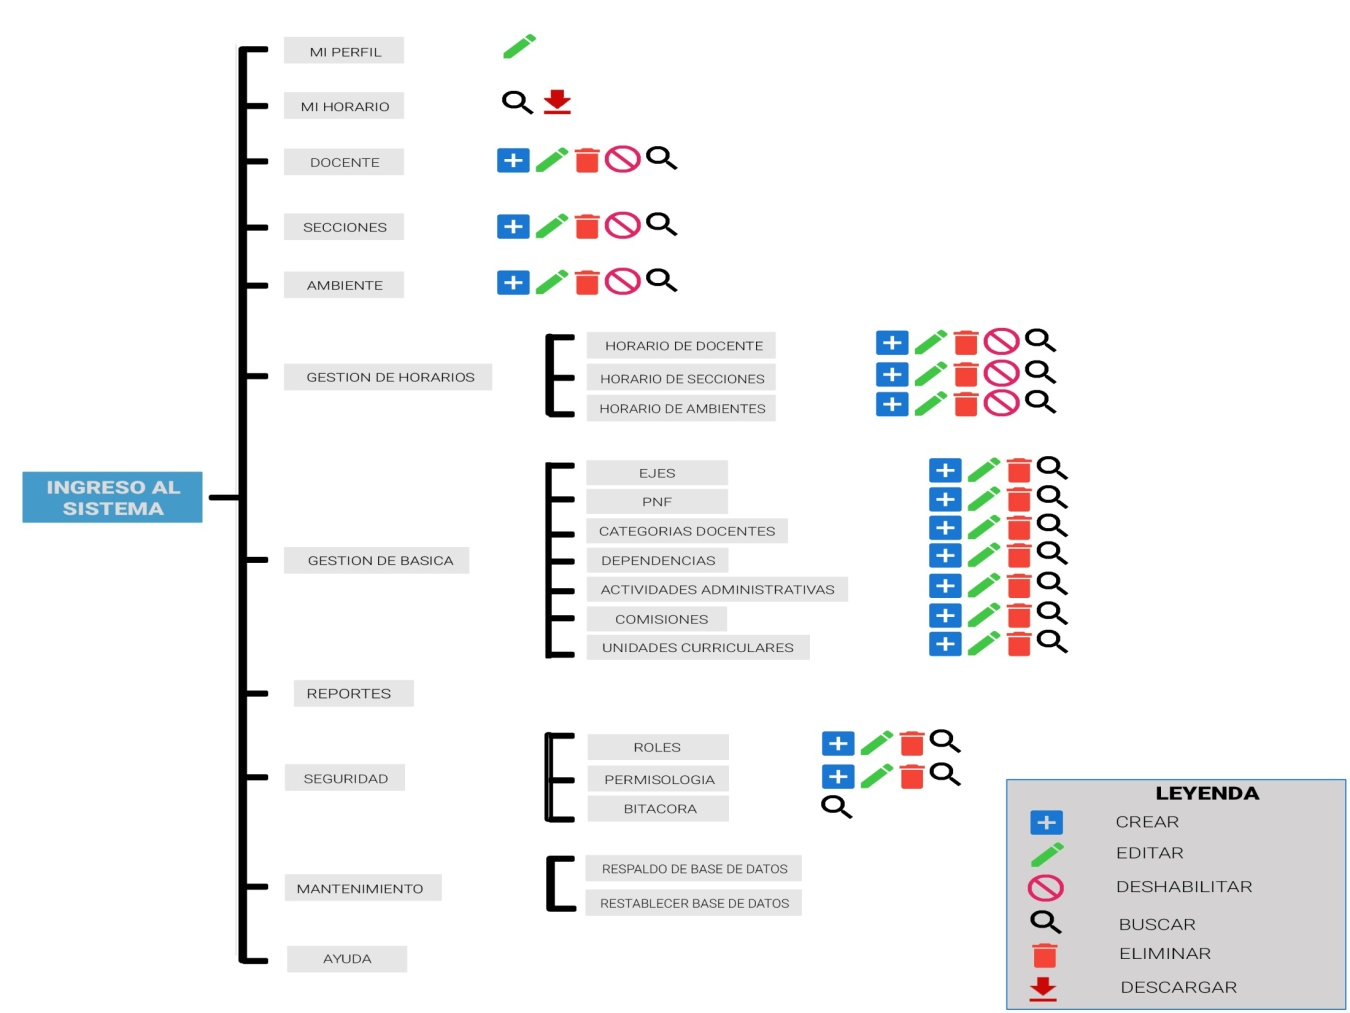 MI PERFIL
MI HORARIO
DOCENTE
SECCIONES
AMBIENTE
GESTION DE HORARIOS
HORARIO DE DOCENTE
HORARIO DE SECCIONES
HORARIO DE AMBIENTES
INGRESO AL
SISTEMA
GESTION DE BASICA
EJES
PNF
CATEGORIAS DOCENTES
DEPENDENCIAS
ACTIVIDADES ADMINISTRATIVAS
COMISIONES
UNIDADES CURRICULARES
REPORTES
SEGURIDAD
ROLES
PERMISOLOGIA
BITACORA
MANTENIMIENTO
RESPALDO DE BASE DE DATOS
RESTABLECER BASE DE DATOS
AYUDA
LEYENDA
CREAR
EDITAR
DESHABILITAR
BUSCAR
ELIMINAR
DESCARGAR